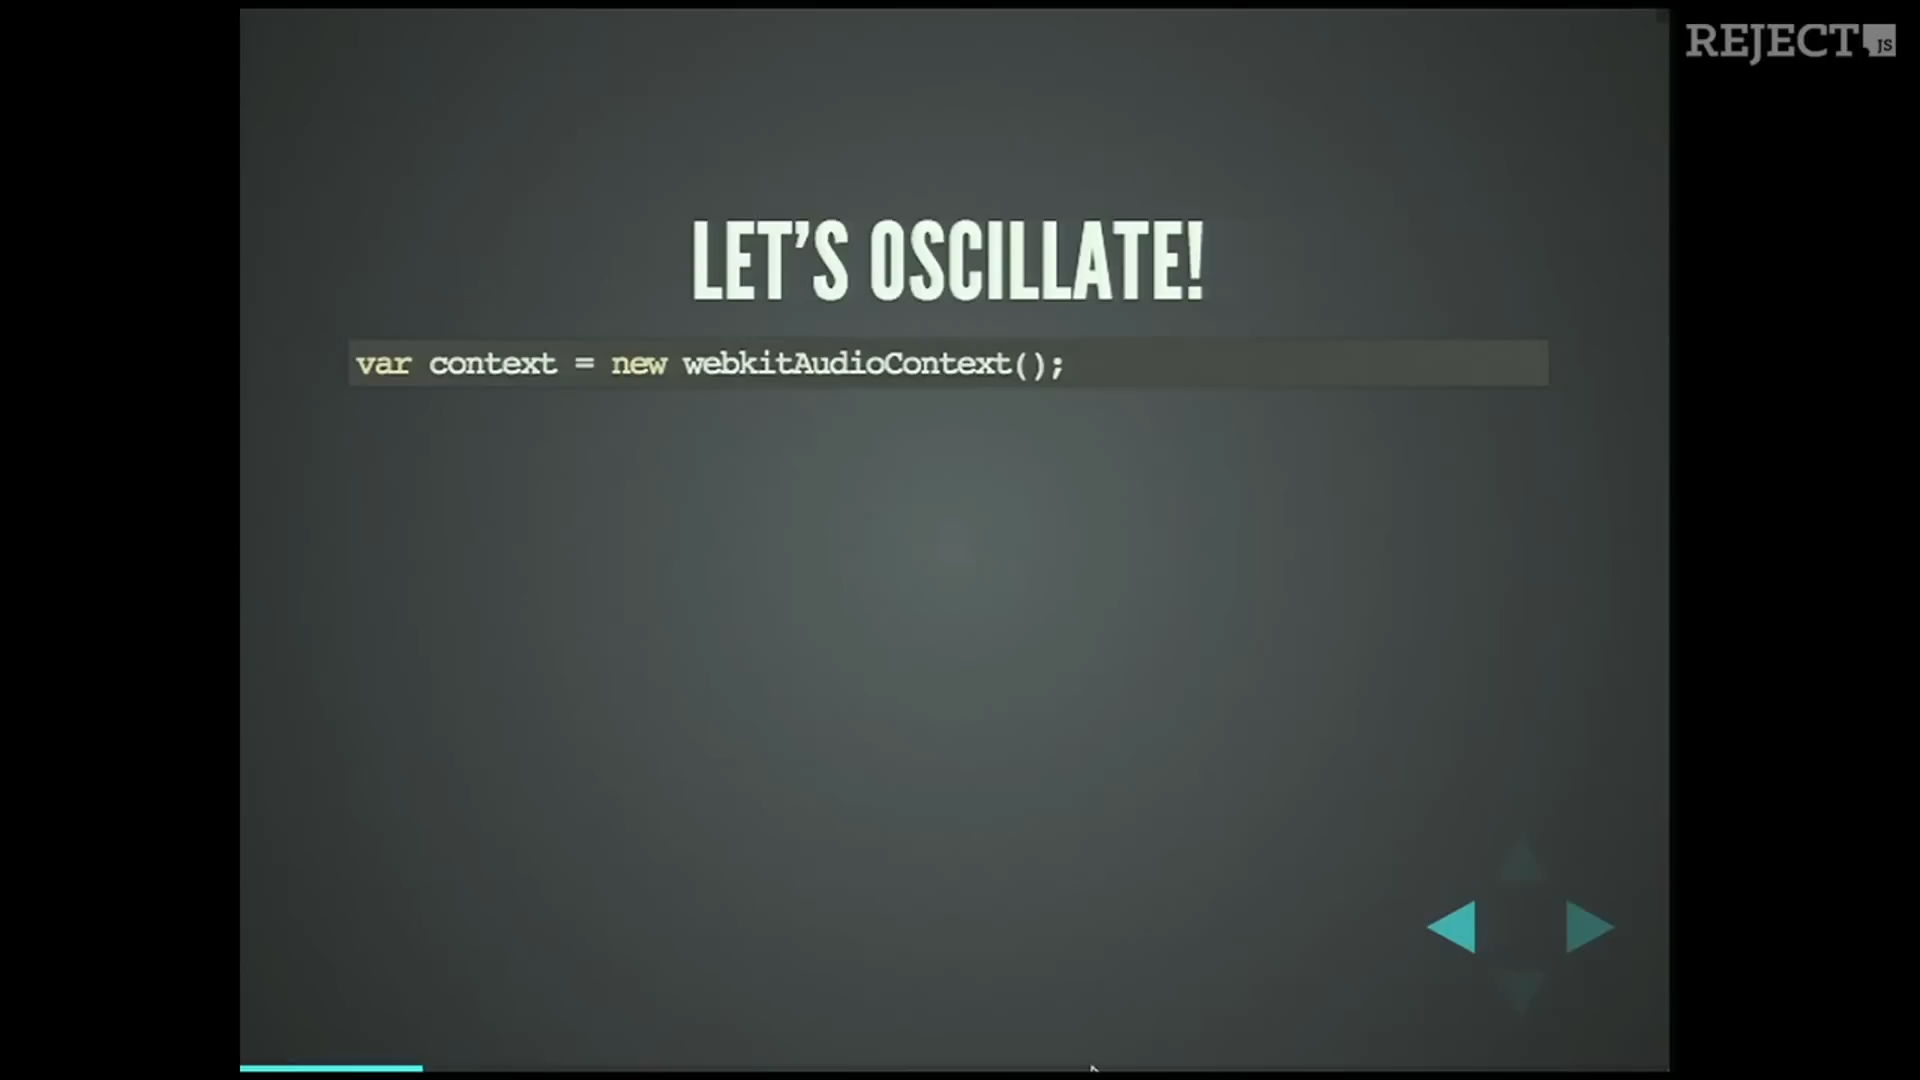 REJECT JS
LET'S OSCILLATE!
var context = new webkitAudioContext();